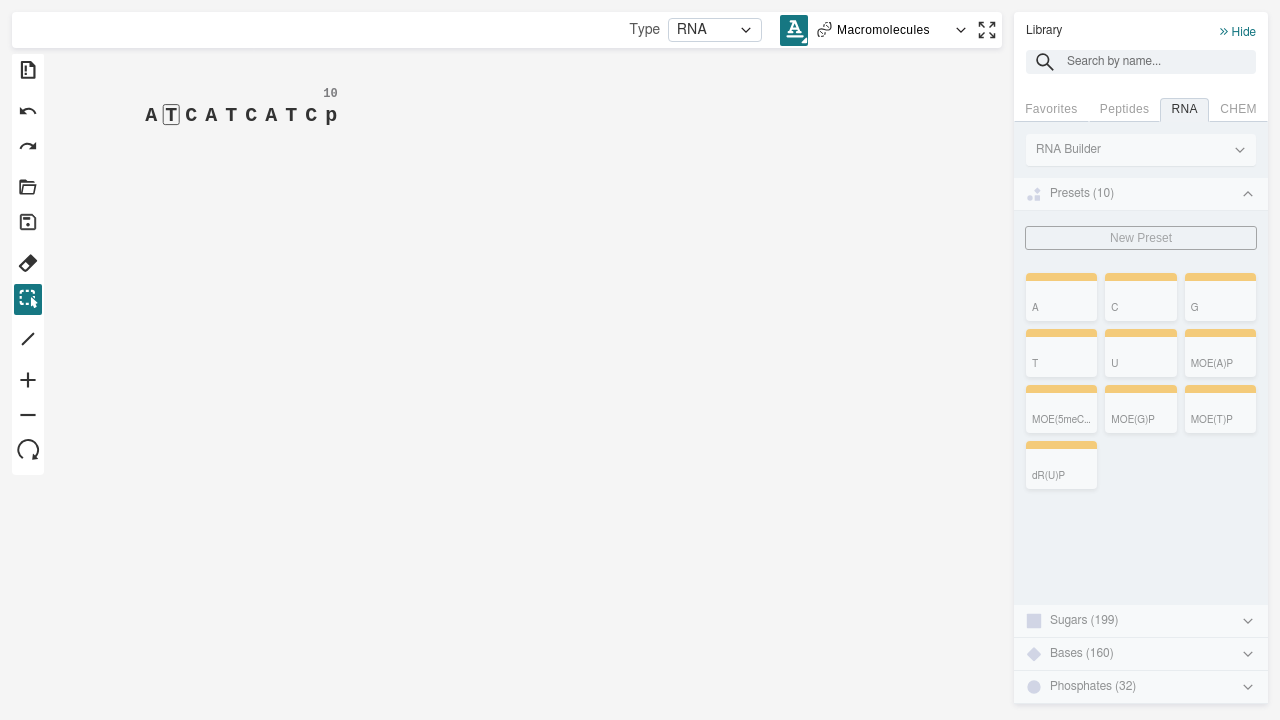 Type RNA Macromolecules
10
A T C A T C A T C p
Library
Hide
Search by name...
Favorites Peptides RNA CHEM
RNA Builder
Presets (10)
New Preset
A C G
T U MOE(A)P
MOE(5meC... MOE(G)P MOE(T)P
dR(U)P
Sugars (199)
Bases (160)
Phosphates (32)